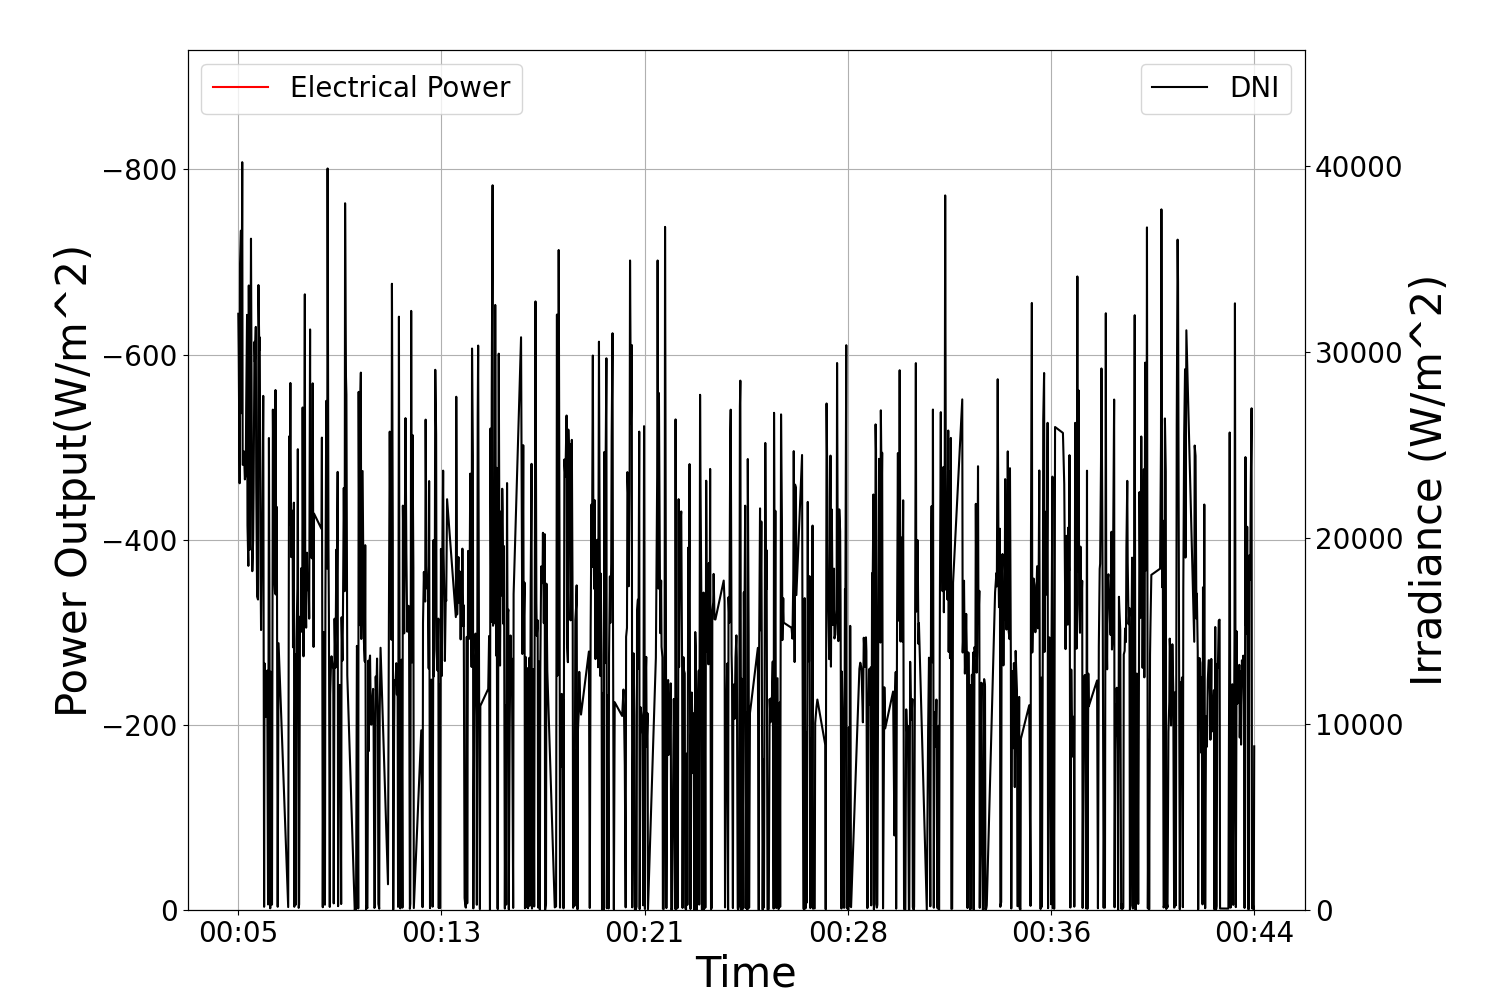 Electrical Power
DNI
Power Output(W/m^2)
−800
−600
−400
−200
0
40000
30000
20000
10000
0
Irradiance (W/m^2)
00:05 00:13 00:21 00:28 00:36 00:44
Time